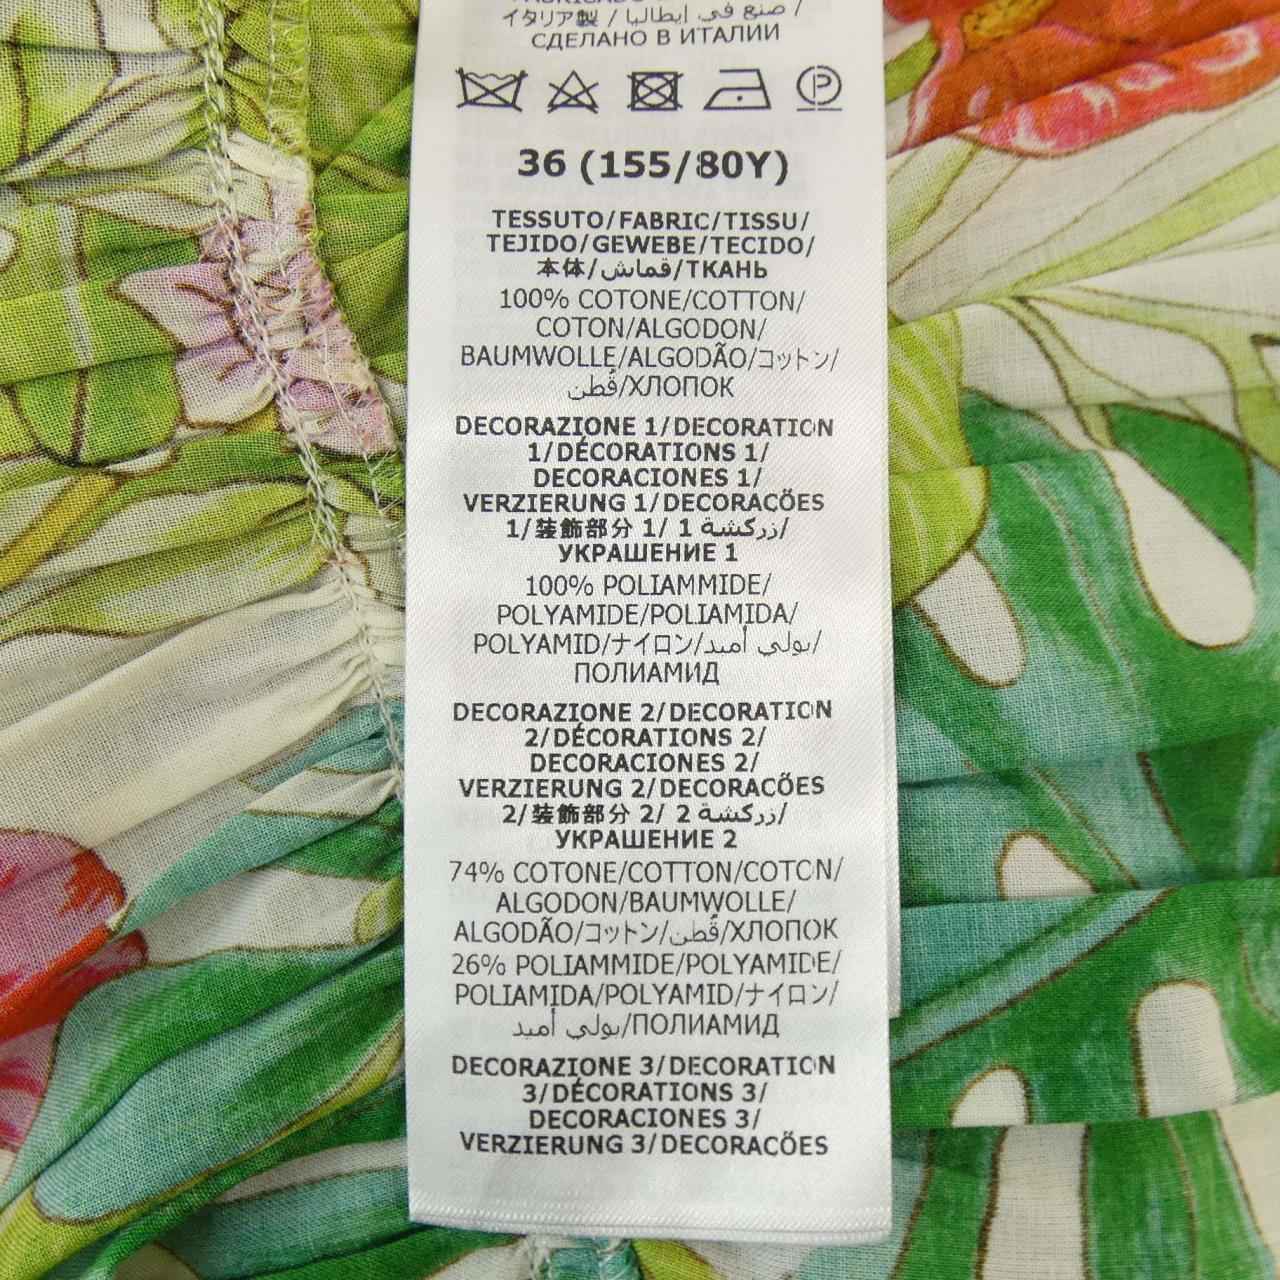 イタリア製 / صنع في إيطاليا /
СДЕЛАНО В ИТАЛИИ
P
36 (155/80Y)
TESSUTO/FABRIC/TISSU/
TEJIDO/GEWEBE/TECIDO/
本体/قماش/ТКАНЬ
100% COTONE/COTTON/
COTON/ALGODON/
BAUMWOLLE/ALGODÃO/コットン/
قُطن/ХЛОПОК
DECORAZIONE 1/DECORATION
1/DÉCORATIONS 1/
DECORACIONES 1/
VERZIERUNG 1/DECORAÇÕES
1/装飾部分 1/ زركشة 1/
УКРАШЕНИЕ 1
100% POLIAMMIDE/
POLYAMIDE/POLIAMIDA/
POLYAMID/ナイロン/بولي أميد/
ПОЛИАМИД
DECORAZIONE 2/DECORATION
2/DÉCORATIONS 2/
DECORACIONES 2/
VERZIERUNG 2/DECORAÇÕES
2/装飾部分 2/ زركشة 2/
УКРАШЕНИЕ 2
74% COTONE/COTTON/COTON/
ALGODON/BAUMWOLLE/
ALGODÃO/コットン/قُطن/ХЛОПОК
26% POLIAMMIDE/POLYAMIDE/
POLIAMIDA/POLYAMID/ナイロン/
بولي أميد/ПОЛИАМИД
DECORAZIONE 3/DECORATION
3/DÉCORATIONS 3/
DECORACIONES 3/
VERZIERUNG 3/DECORAÇÕES